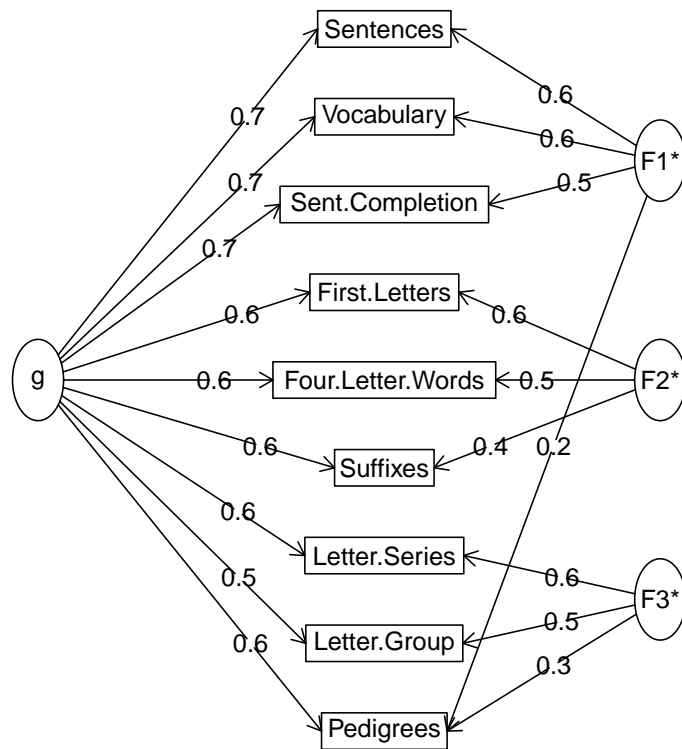 Sentences
0.6
0.7
Vocabulary
0.6
F1*
0.7
Sent.Completion
0.5
0.7
First.Letters
0.6
0.6
g
0.6
Four.Letter.Words
0.5
F2*
0.6
Suffixes
0.4
0.2
0.6
Letter.Series
0.6
0.5
F3*
Letter.Group
0.5
0.6
0.3
Pedigrees